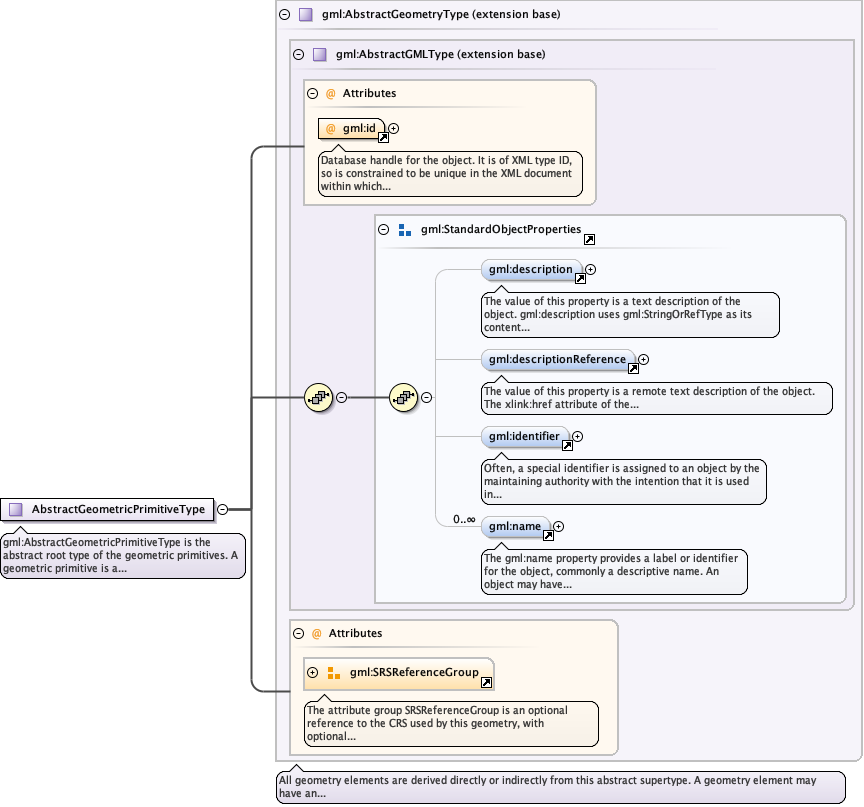 gml:AbstractGeometryType (extension base)
gml:AbstractGMLType (extension base)
@ Attributes
@ gml:id
Database handle for the object. It is of XML type ID,
so is constrained to be unique in the XML document
within which...
gml:StandardObjectProperties
gml:description
The value of this property is a text description of the
object. gml:description uses gml:StringOrRefType as its
content...
gml:descriptionReference
The value of this property is a remote text description of the object.
The xlink:href attribute of the...
gml:identifier
Often, a special identifier is assigned to an object by the
maintaining authority with the intention that it is used
in...
0..∞
gml:name
The gml:name property provides a label or identifier
for the object, commonly a descriptive name. An
object may have...
AbstractGeometricPrimitiveType
gml:AbstractGeometricPrimitiveType is the
abstract root type of the geometric primitives. A
geometric primitive is a...
@ Attributes
gml:SRSReferenceGroup
The attribute group SRSReferenceGroup is an optional
reference to the CRS used by this geometry, with
optional...
All geometry elements are derived directly or indirectly from this abstract supertype. A geometry element may
have an...